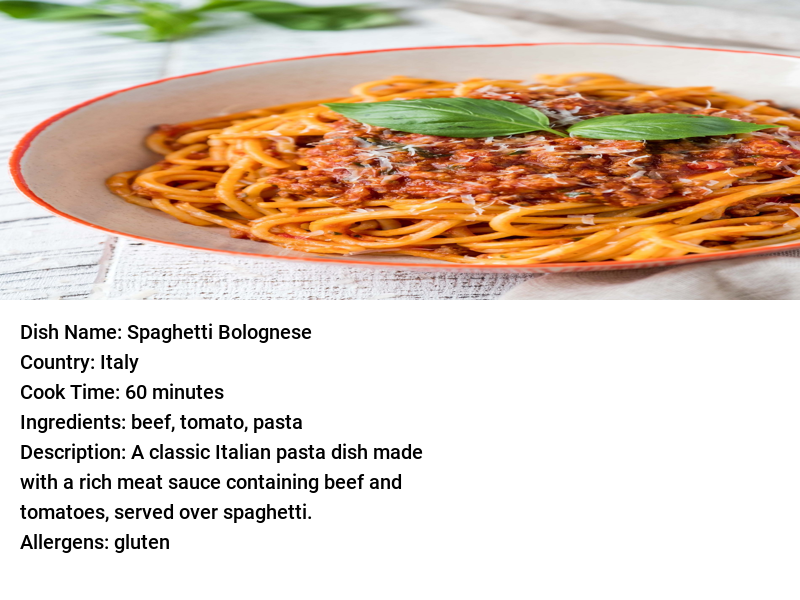 Dish Name: Spaghetti Bolognese
Country: Italy
Cook Time: 60 minutes
Ingredients: beef, tomato, pasta
Description: A classic Italian pasta dish made
with a rich meat sauce containing beef and
tomatoes, served over spaghetti.
Allergens: gluten